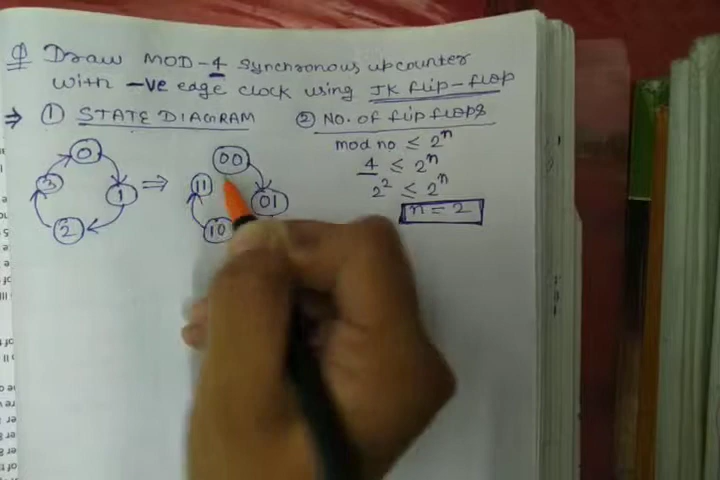 Q Draw MOD-4 synchronous upcounter
with -ve edge clock using JK flip-flop
⇒ ① STATE DIAGRAM
0
3 1 ⇒
2
00
11 01
10
② NO. OF flip flops
mod no ≤ 2ⁿ
4 ≤ 2ⁿ
2² ≤ 2ⁿ
n = 2